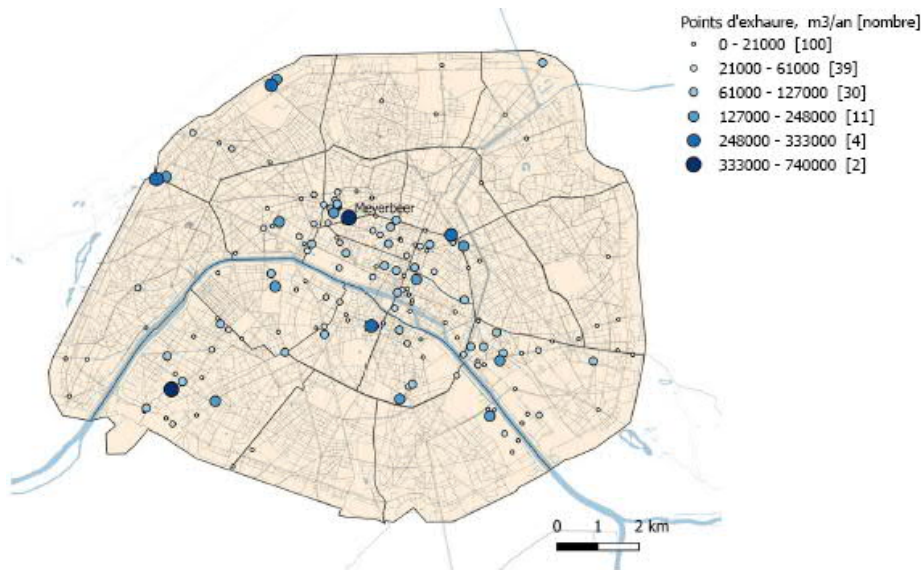 Points d'exhaure, m3/an [nombre]
0 - 21000 [100]
21000 - 61000 [39]
61000 - 127000 [30]
127000 - 248000 [11]
248000 - 333000 [4]
333000 - 740000 [2]
Meyerbeer
0 1 2 km